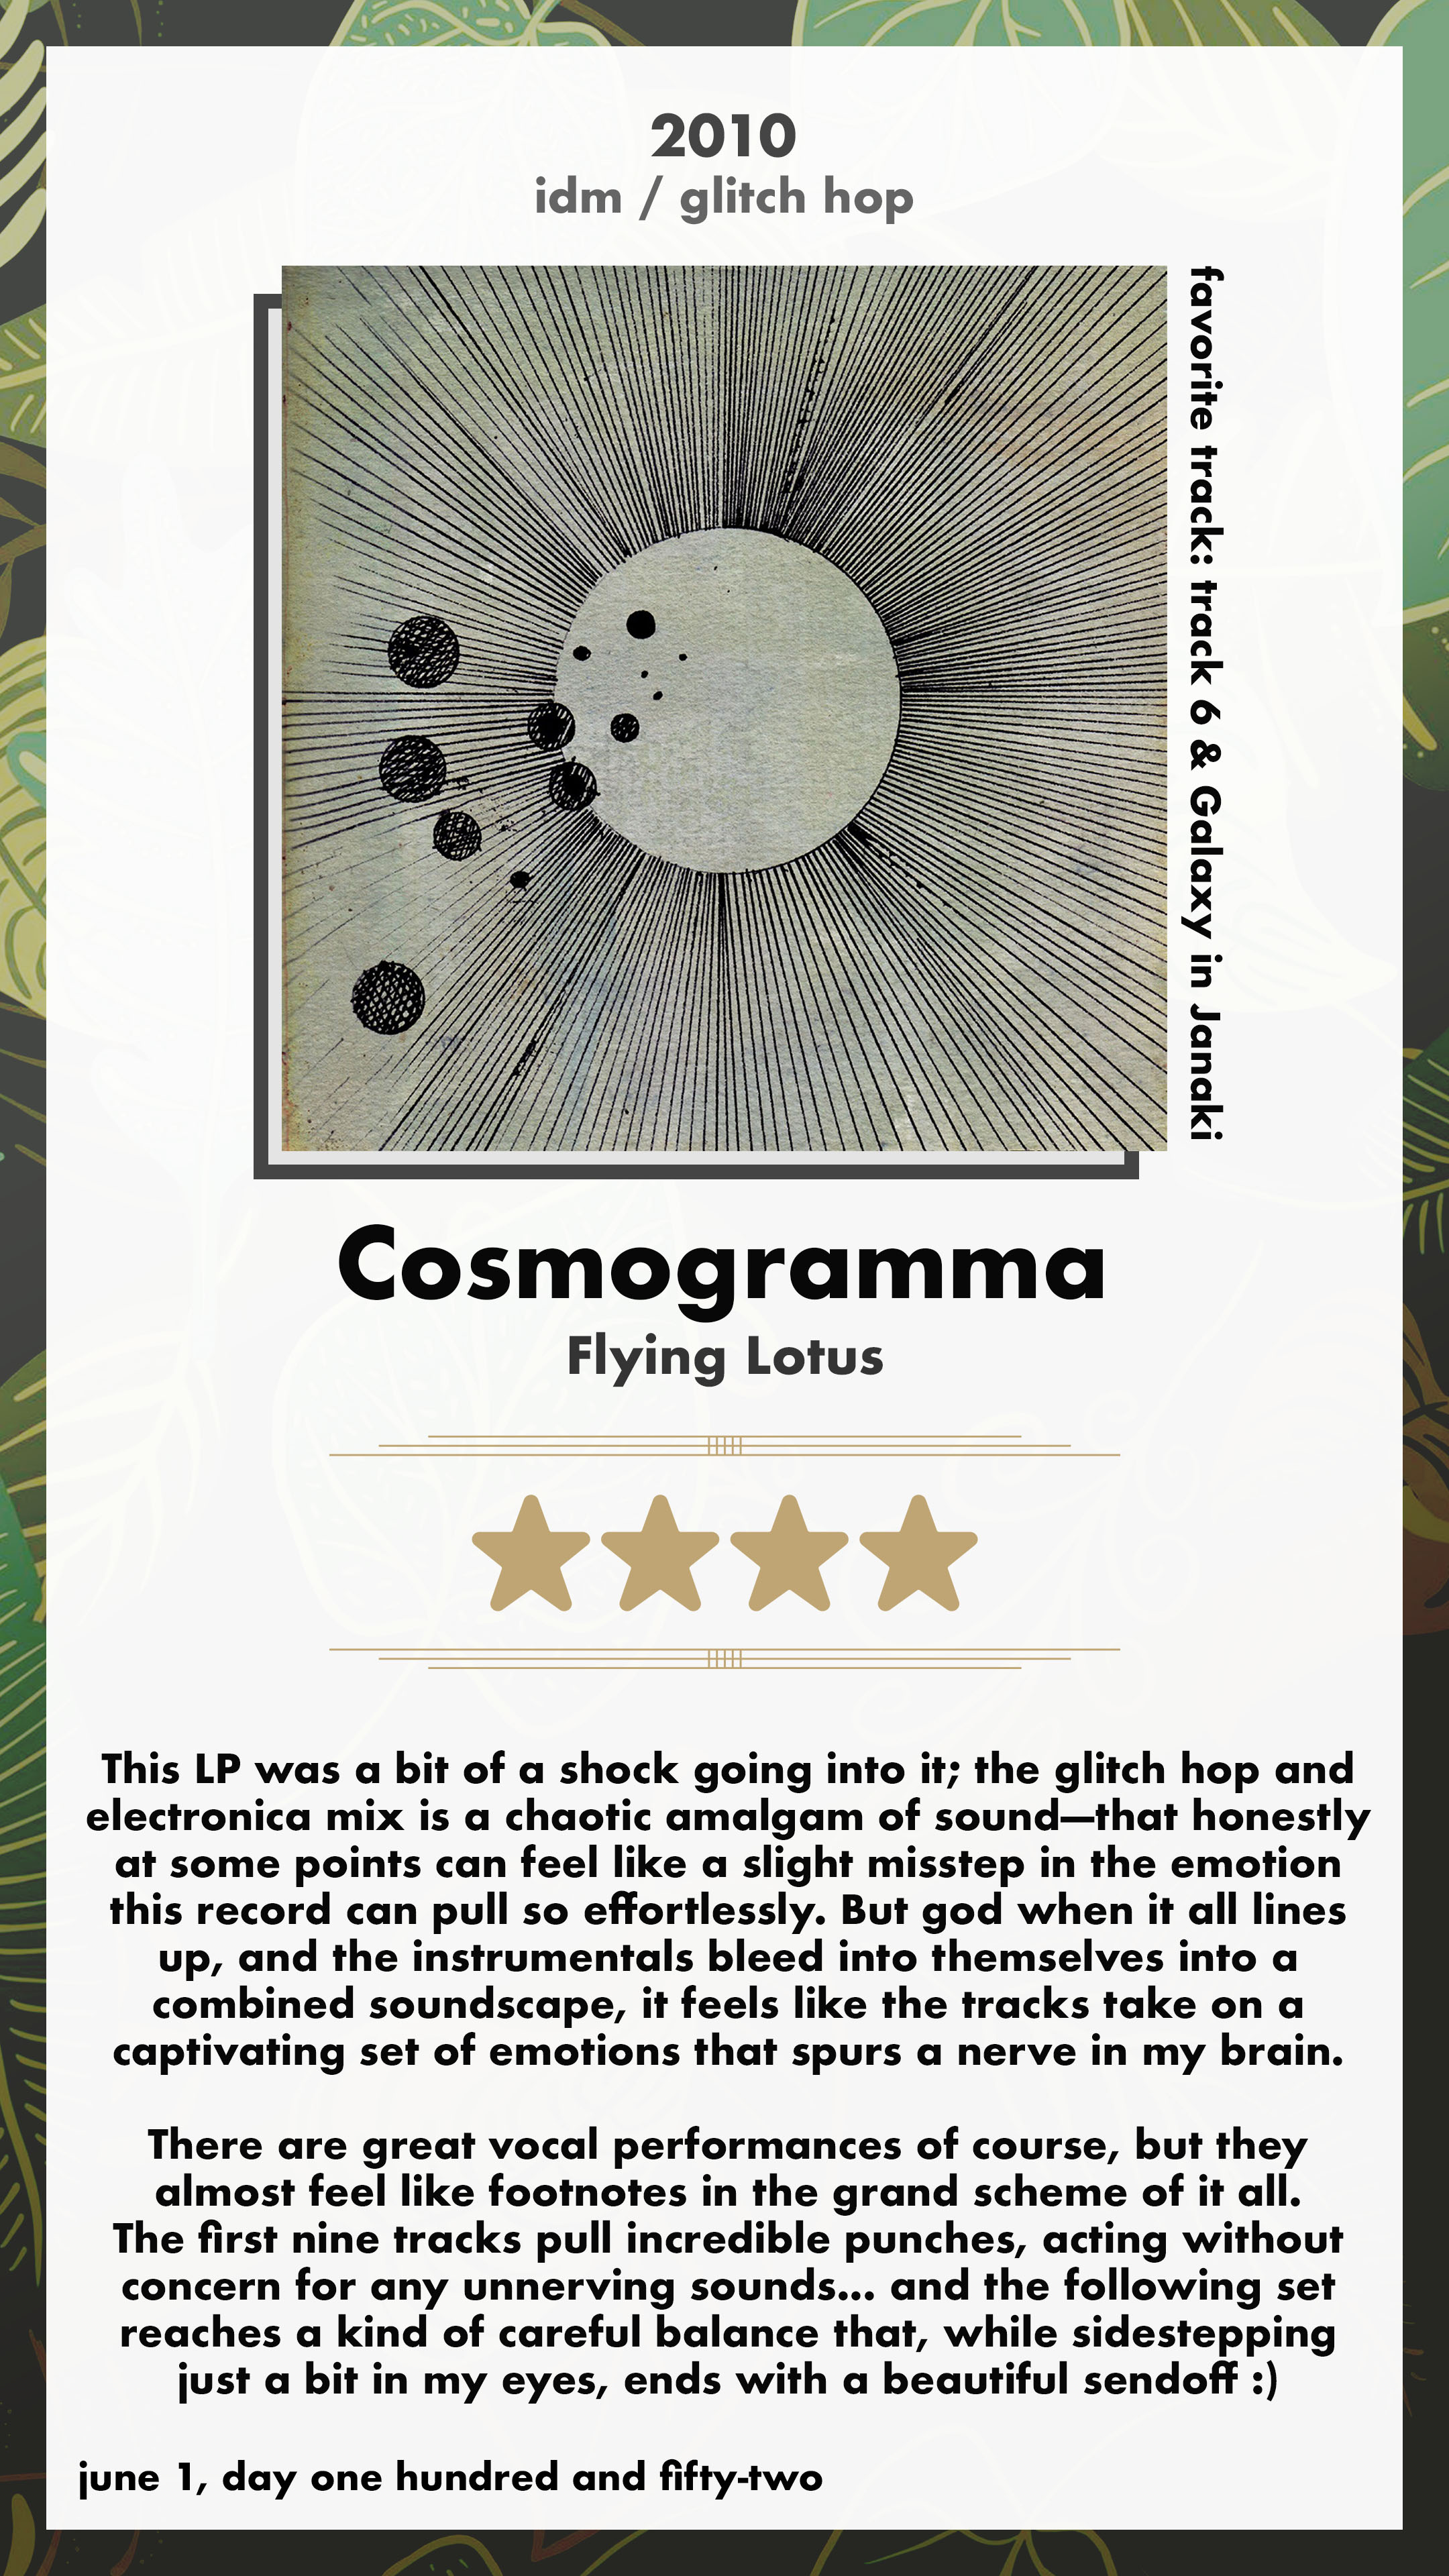 2010
idm / glitch hop
favorite track: track 6 & Galaxy in Janaki
Cosmogramma
Flying Lotus
This LP was a bit of a shock going into it; the glitch hop and
electronica mix is a chaotic amalgam of sound—that honestly
at some points can feel like a slight misstep in the emotion
this record can pull so effortlessly. But god when it all lines
up, and the instrumentals bleed into themselves into a
combined soundscape, it feels like the tracks take on a
captivating set of emotions that spurs a nerve in my brain.
There are great vocal performances of course, but they
almost feel like footnotes in the grand scheme of it all.
The first nine tracks pull incredible punches, acting without
concern for any unnerving sounds... and the following set
reaches a kind of careful balance that, while sidestepping
just a bit in my eyes, ends with a beautiful sendoff :)
june 1, day one hundred and fifty-two